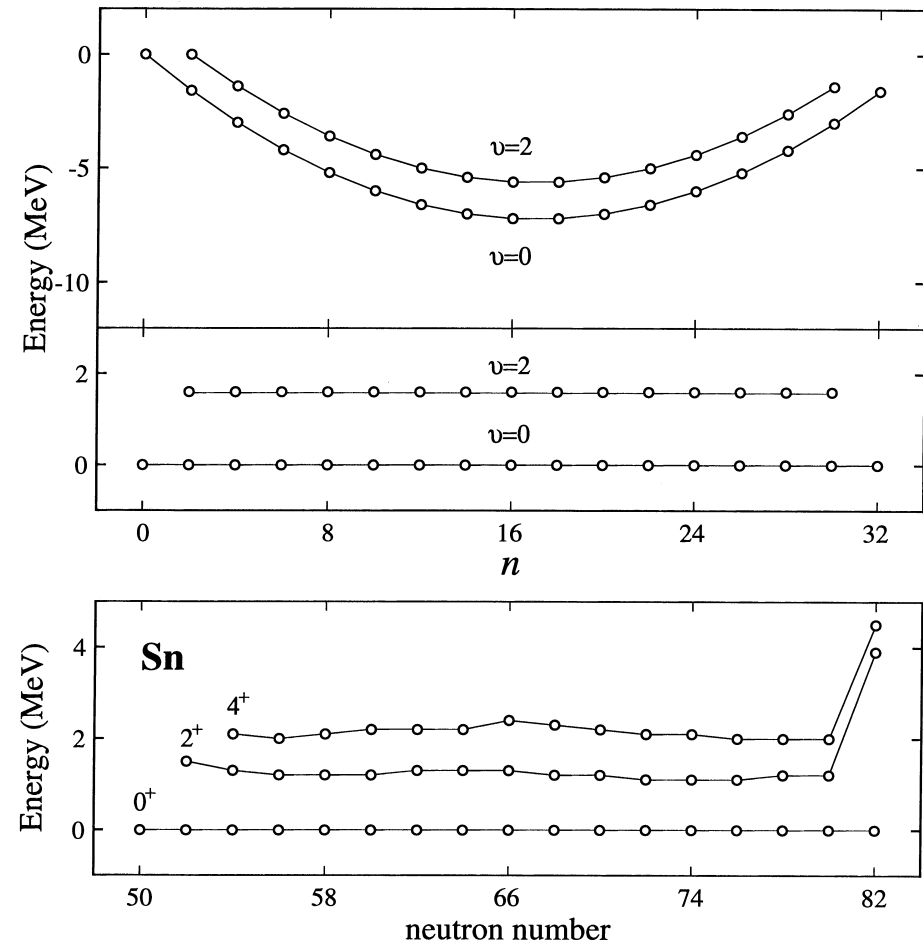 Energy (MeV)
0
-5
-10
υ=2
υ=0
2
0
υ=2
υ=0
0 8 16 24 32
n
Energy (MeV)
4
2
0
Sn
4+
2+
0+
50 58 66 74 82
neutron number